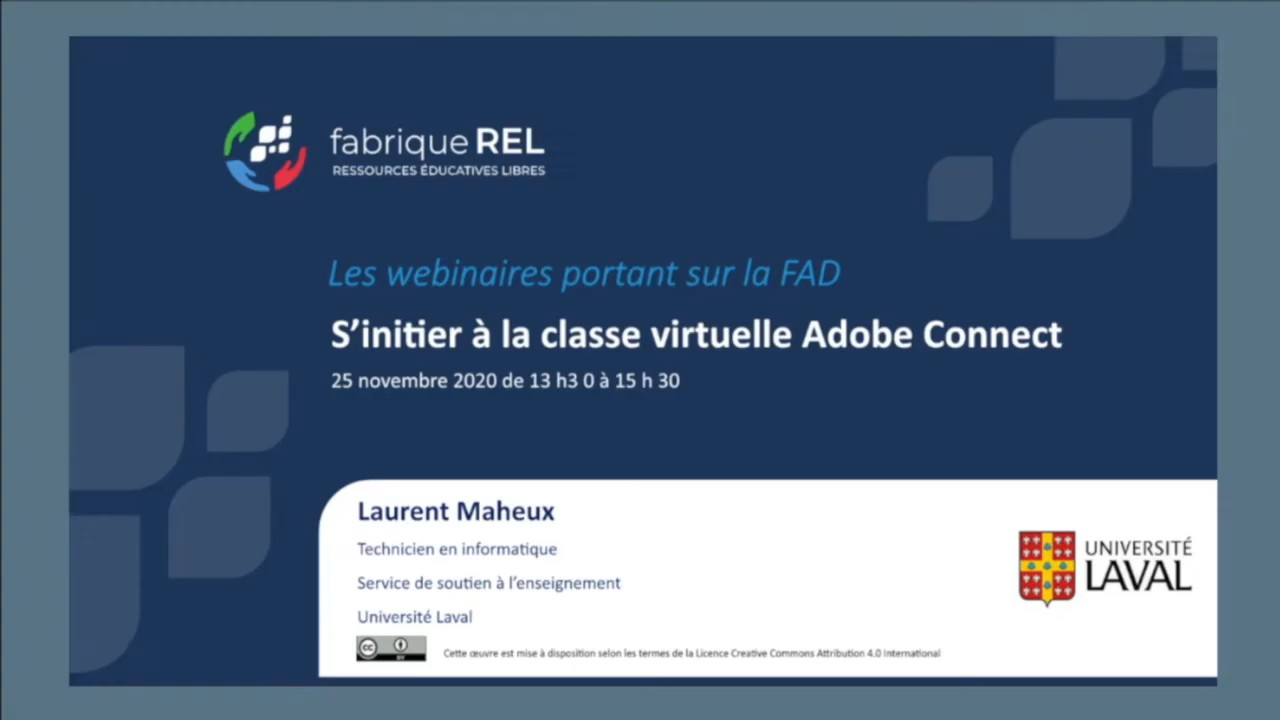 fabrique REL
RESSOURCES ÉDUCATIVES LIBRES
Les webinaires portant sur la FAD
S'initier à la classe virtuelle Adobe Connect
25 novembre 2020 de 13 h3 0 à 15 h 30
Laurent Maheux
Technicien en informatique
Service de soutien à l'enseignement
Université Laval
UNIVERSITÉ
LAVAL
cc
BY
Cette œuvre est mise à disposition selon les termes de la Licence Creative Commons Attribution 4.0 International